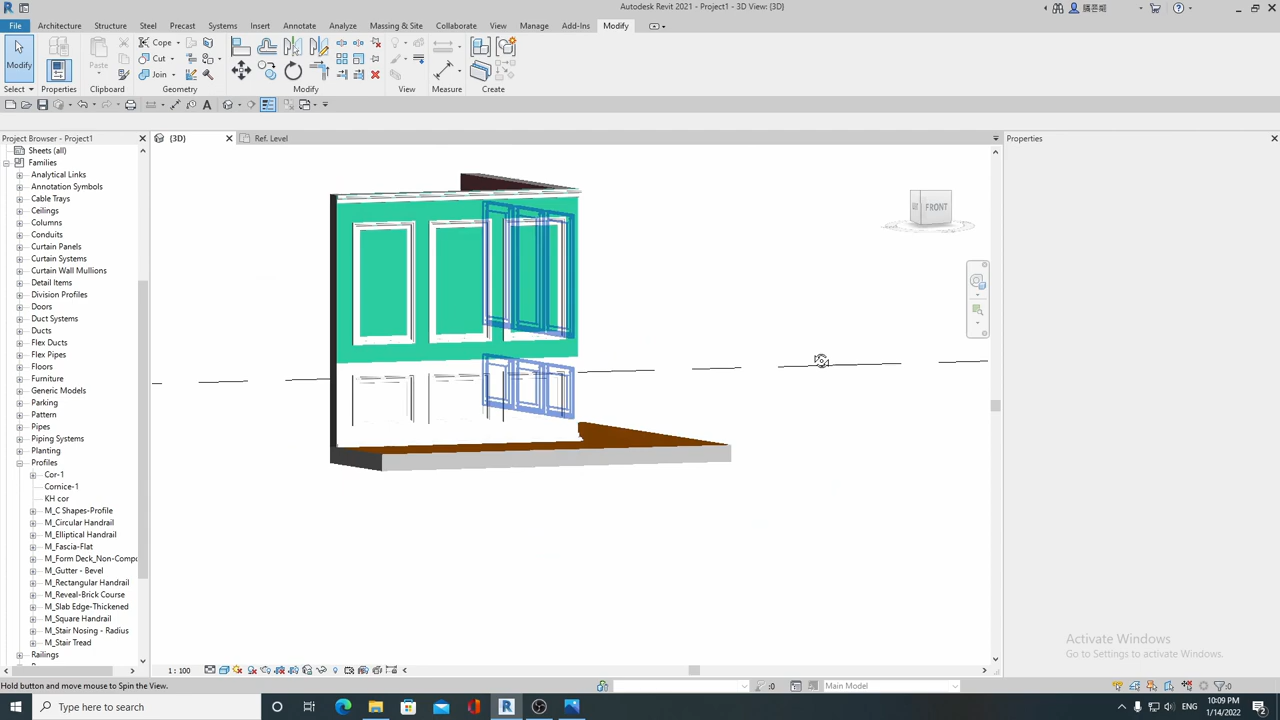 Autodesk Revit 2021 - Project1 - 3D View: {3D}
File Architecture Structure Steel Precast Systems Insert Annotate Analyze Massing & Site Collaborate View Manage Add-Ins Modify
Modify
Paste
Cope
Cut
Join
Select Properties Clipboard Geometry Modify View Measure Create
Project Browser - Project1
{3D}
Ref. Level
Properties
Sheets (all)
Families
Analytical Links
Annotation Symbols
Cable Trays
Ceilings
Columns
Conduits
Curtain Panels
Curtain Systems
Curtain Wall Mullions
Detail Items
Division Profiles
Doors
Duct Systems
Ducts
Flex Ducts
Flex Pipes
Floors
Furniture
Generic Models
Parking
Pattern
Pipes
Piping Systems
Planting
Profiles
Cor-1
Cornice-1
KH cor
M_C Shapes-Profile
M_Circular Handrail
M_Elliptical Handrail
M_Fascia-Flat
M_Form Deck_Non-Compo
M_Gutter - Bevel
M_Rectangular Handrail
M_Reveal-Brick Course
M_Slab Edge-Thickened
M_Square Handrail
M_Stair Nosing - Radius
M_Stair Tread
Railings
FRONT
1 : 100
Activate Windows
Go to Settings to activate Windows.
Hold button and move mouse to Spin the View.
:0
Main Model
:0
Type here to search
ENG
10:09 PM
1/14/2022